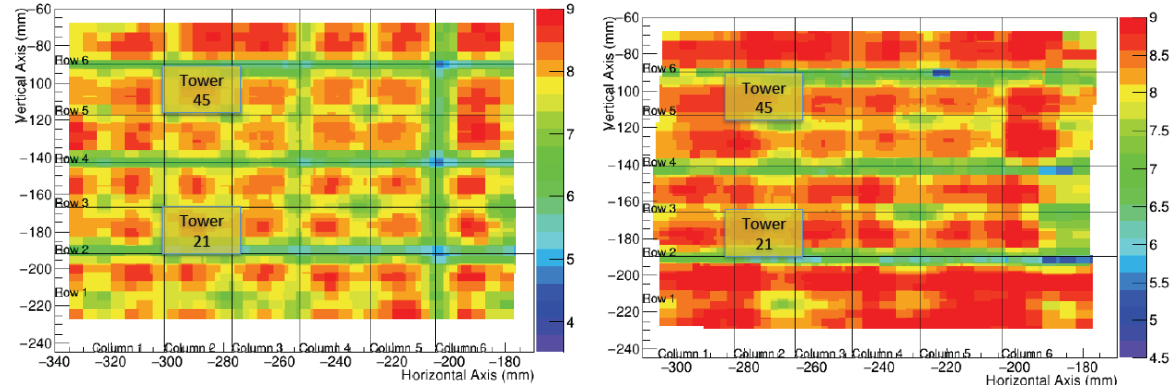 −60
−80
−100
−120
−140
−160
−180
−200
−220
−240
Vertical Axis (mm)
Row 6
Row 5
Row 4
Row 3
Row 2
Row 1
Tower
45
Tower
21
Column 1 Column 2 Column 3 Column 4 Column 5 Column 6
−340 −320 −300 −280 −260 −240 −220 −200 −180
Horizontal Axis (mm)
9
8
7
6
5
4
−60
−80
−100
−120
−140
−160
−180
−200
−220
−240
Vertical Axis (mm)
Row 6
Row 5
Row 4
Row 3
Row 2
Row 1
Tower
45
Tower
21
Column 1 Column 2 Column 3 Column 4 Column 5 Column 6
−300 −280 −260 −240 −220 −200 −180
Horizontal Axis (mm)
9
8.5
8
7.5
7
6.5
6
5.5
5
4.5